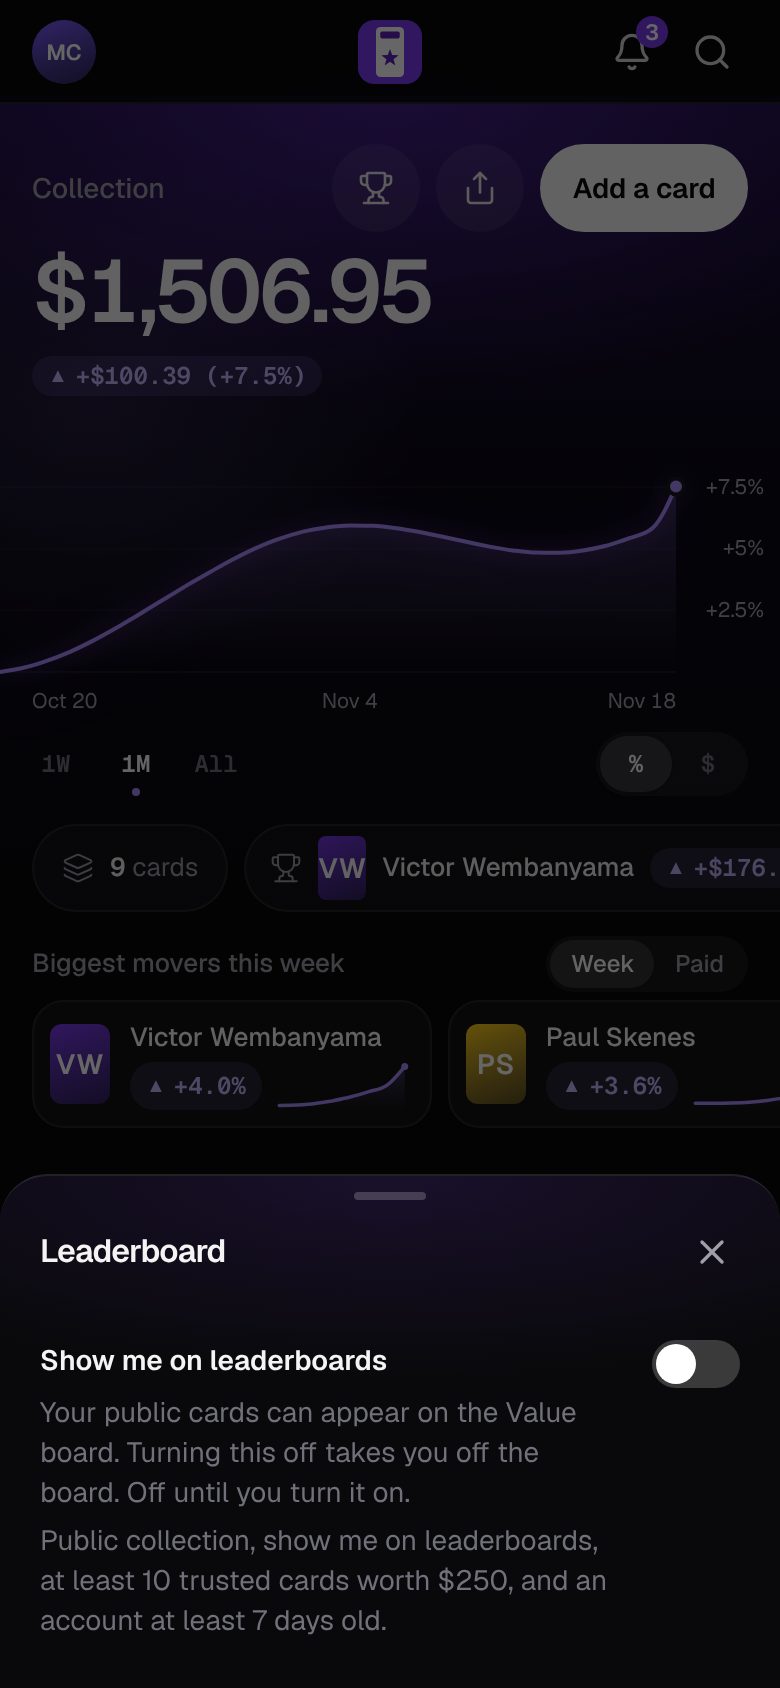 MC
3
Collection
Add a card
$1,506.95
▲ +$100.39 (+7.5%)
+7.5%
+5%
+2.5%
Oct 20 Nov 4 Nov 18
1W 1M All % $
9 cards
VW Victor Wembanyama ▲ +$176.
Biggest movers this week
Week Paid
VW Victor Wembanyama
▲ +4.0%
PS Paul Skenes
▲ +3.6%
Leaderboard
Show me on leaderboards
Your public cards can appear on the Value
board. Turning this off takes you off the
board. Off until you turn it on.
Public collection, show me on leaderboards,
at least 10 trusted cards worth $250, and an
account at least 7 days old.